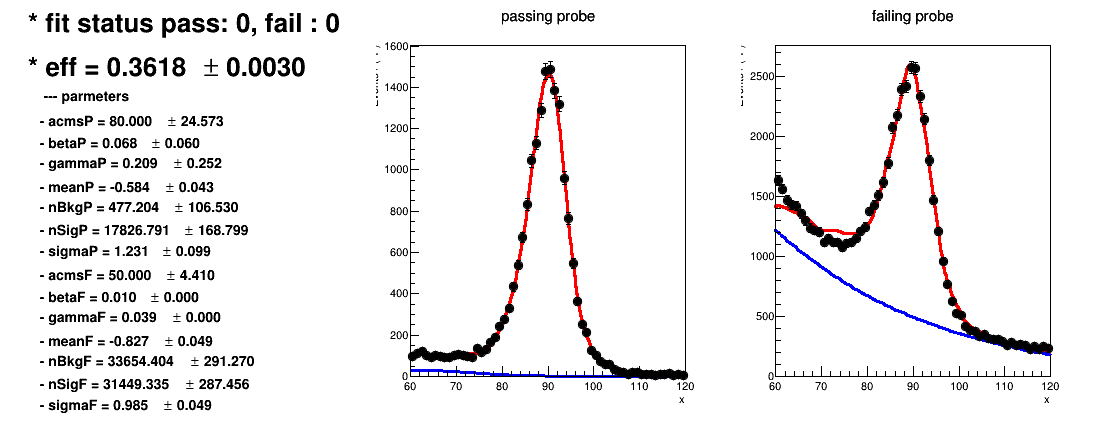 * fit status pass: 0, fail : 0
* eff = 0.3618 ± 0.0030
--- parmeters
- acmsP = 80.000 ± 24.573
- betaP = 0.068 ± 0.060
- gammaP = 0.209 ± 0.252
- meanP = -0.584 ± 0.043
- nBkgP = 477.204 ± 106.530
- nSigP = 17826.791 ± 168.799
- sigmaP = 1.231 ± 0.099
- acmsF = 50.000 ± 4.410
- betaF = 0.010 ± 0.000
- gammaF = 0.039 ± 0.000
- meanF = -0.827 ± 0.049
- nBkgF = 33654.404 ± 291.270
- nSigF = 31449.335 ± 287.456
- sigmaF = 0.985 ± 0.049
passing probe
1600
1400
1200
1000
800
600
400
200
0
60 70 80 90 100 110 120
x
failing probe
2500
2000
1500
1000
500
0
60 70 80 90 100 110 120
x